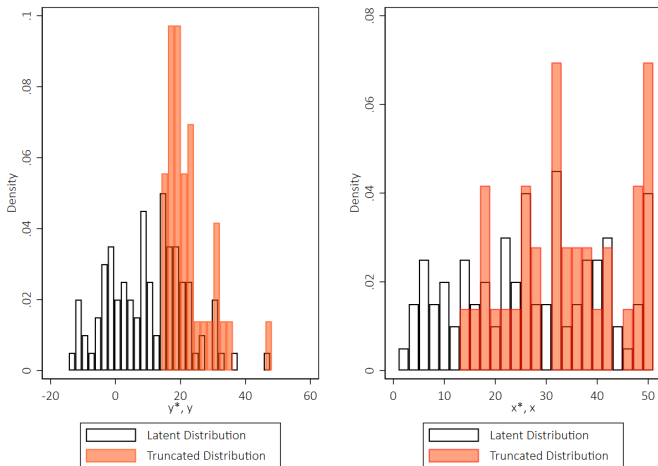 .1
.08
.06
.04
.02
0
Density
-20 0 20 40 60
y*, y
Latent Distribution
Truncated Distribution
.08
.06
.04
.02
0
Density
0 10 20 30 40 50
x*, x
Latent Distribution
Truncated Distribution